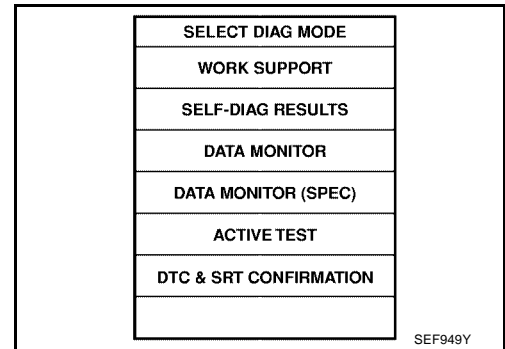 SELECT DIAG MODE
WORK SUPPORT
SELF-DIAG RESULTS
DATA MONITOR
DATA MONITOR (SPEC)
ACTIVE TEST
DTC & SRT CONFIRMATION
SEF949Y